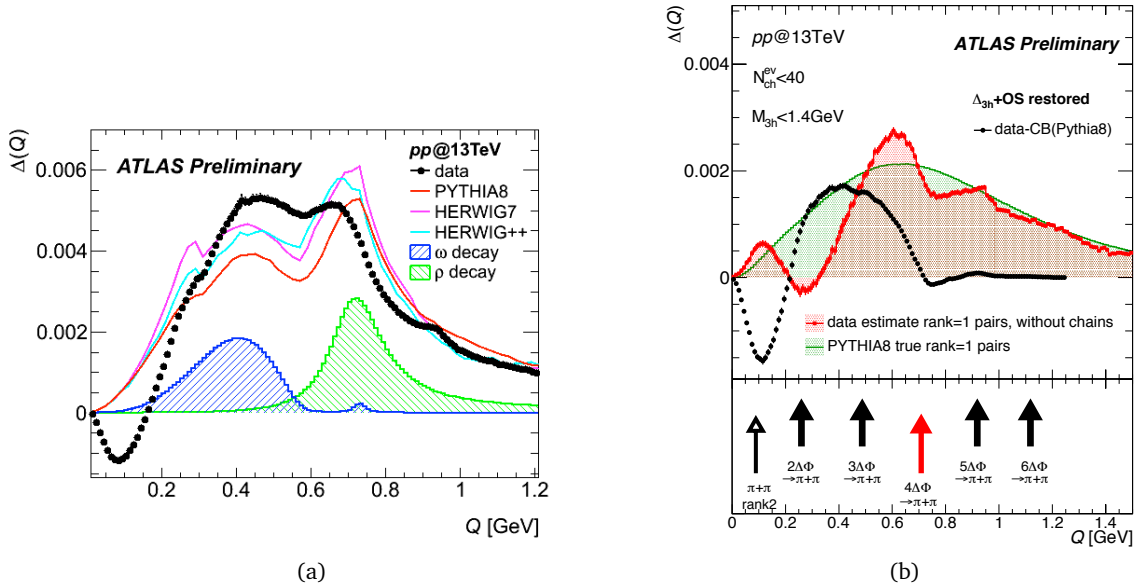 Δ(Q)
ATLAS Preliminary
pp@13TeV
data
PYTHIA8
HERWIG7
HERWIG++
ω decay
ρ decay
0.006
0.004
0.002
0
0.2
0.4
0.6
0.8
1
1.2
Q [GeV]
(a)
Δ(Q)
pp@13TeV
ATLAS Preliminary
N_ch^ev<40
M_3h<1.4GeV
Δ_3h+OS restored
data-CB(Pythia8)
0.004
0.002
0
data estimate rank=1 pairs, without chains
PYTHIA8 true rank=1 pairs
π+π
rank2
2ΔΦ
→π+π
3ΔΦ
→π+π
4ΔΦ
→π+π
5ΔΦ
→π+π
6ΔΦ
→π+π
0
0.2
0.4
0.6
0.8
1
1.2
1.4
Q [GeV]
(b)